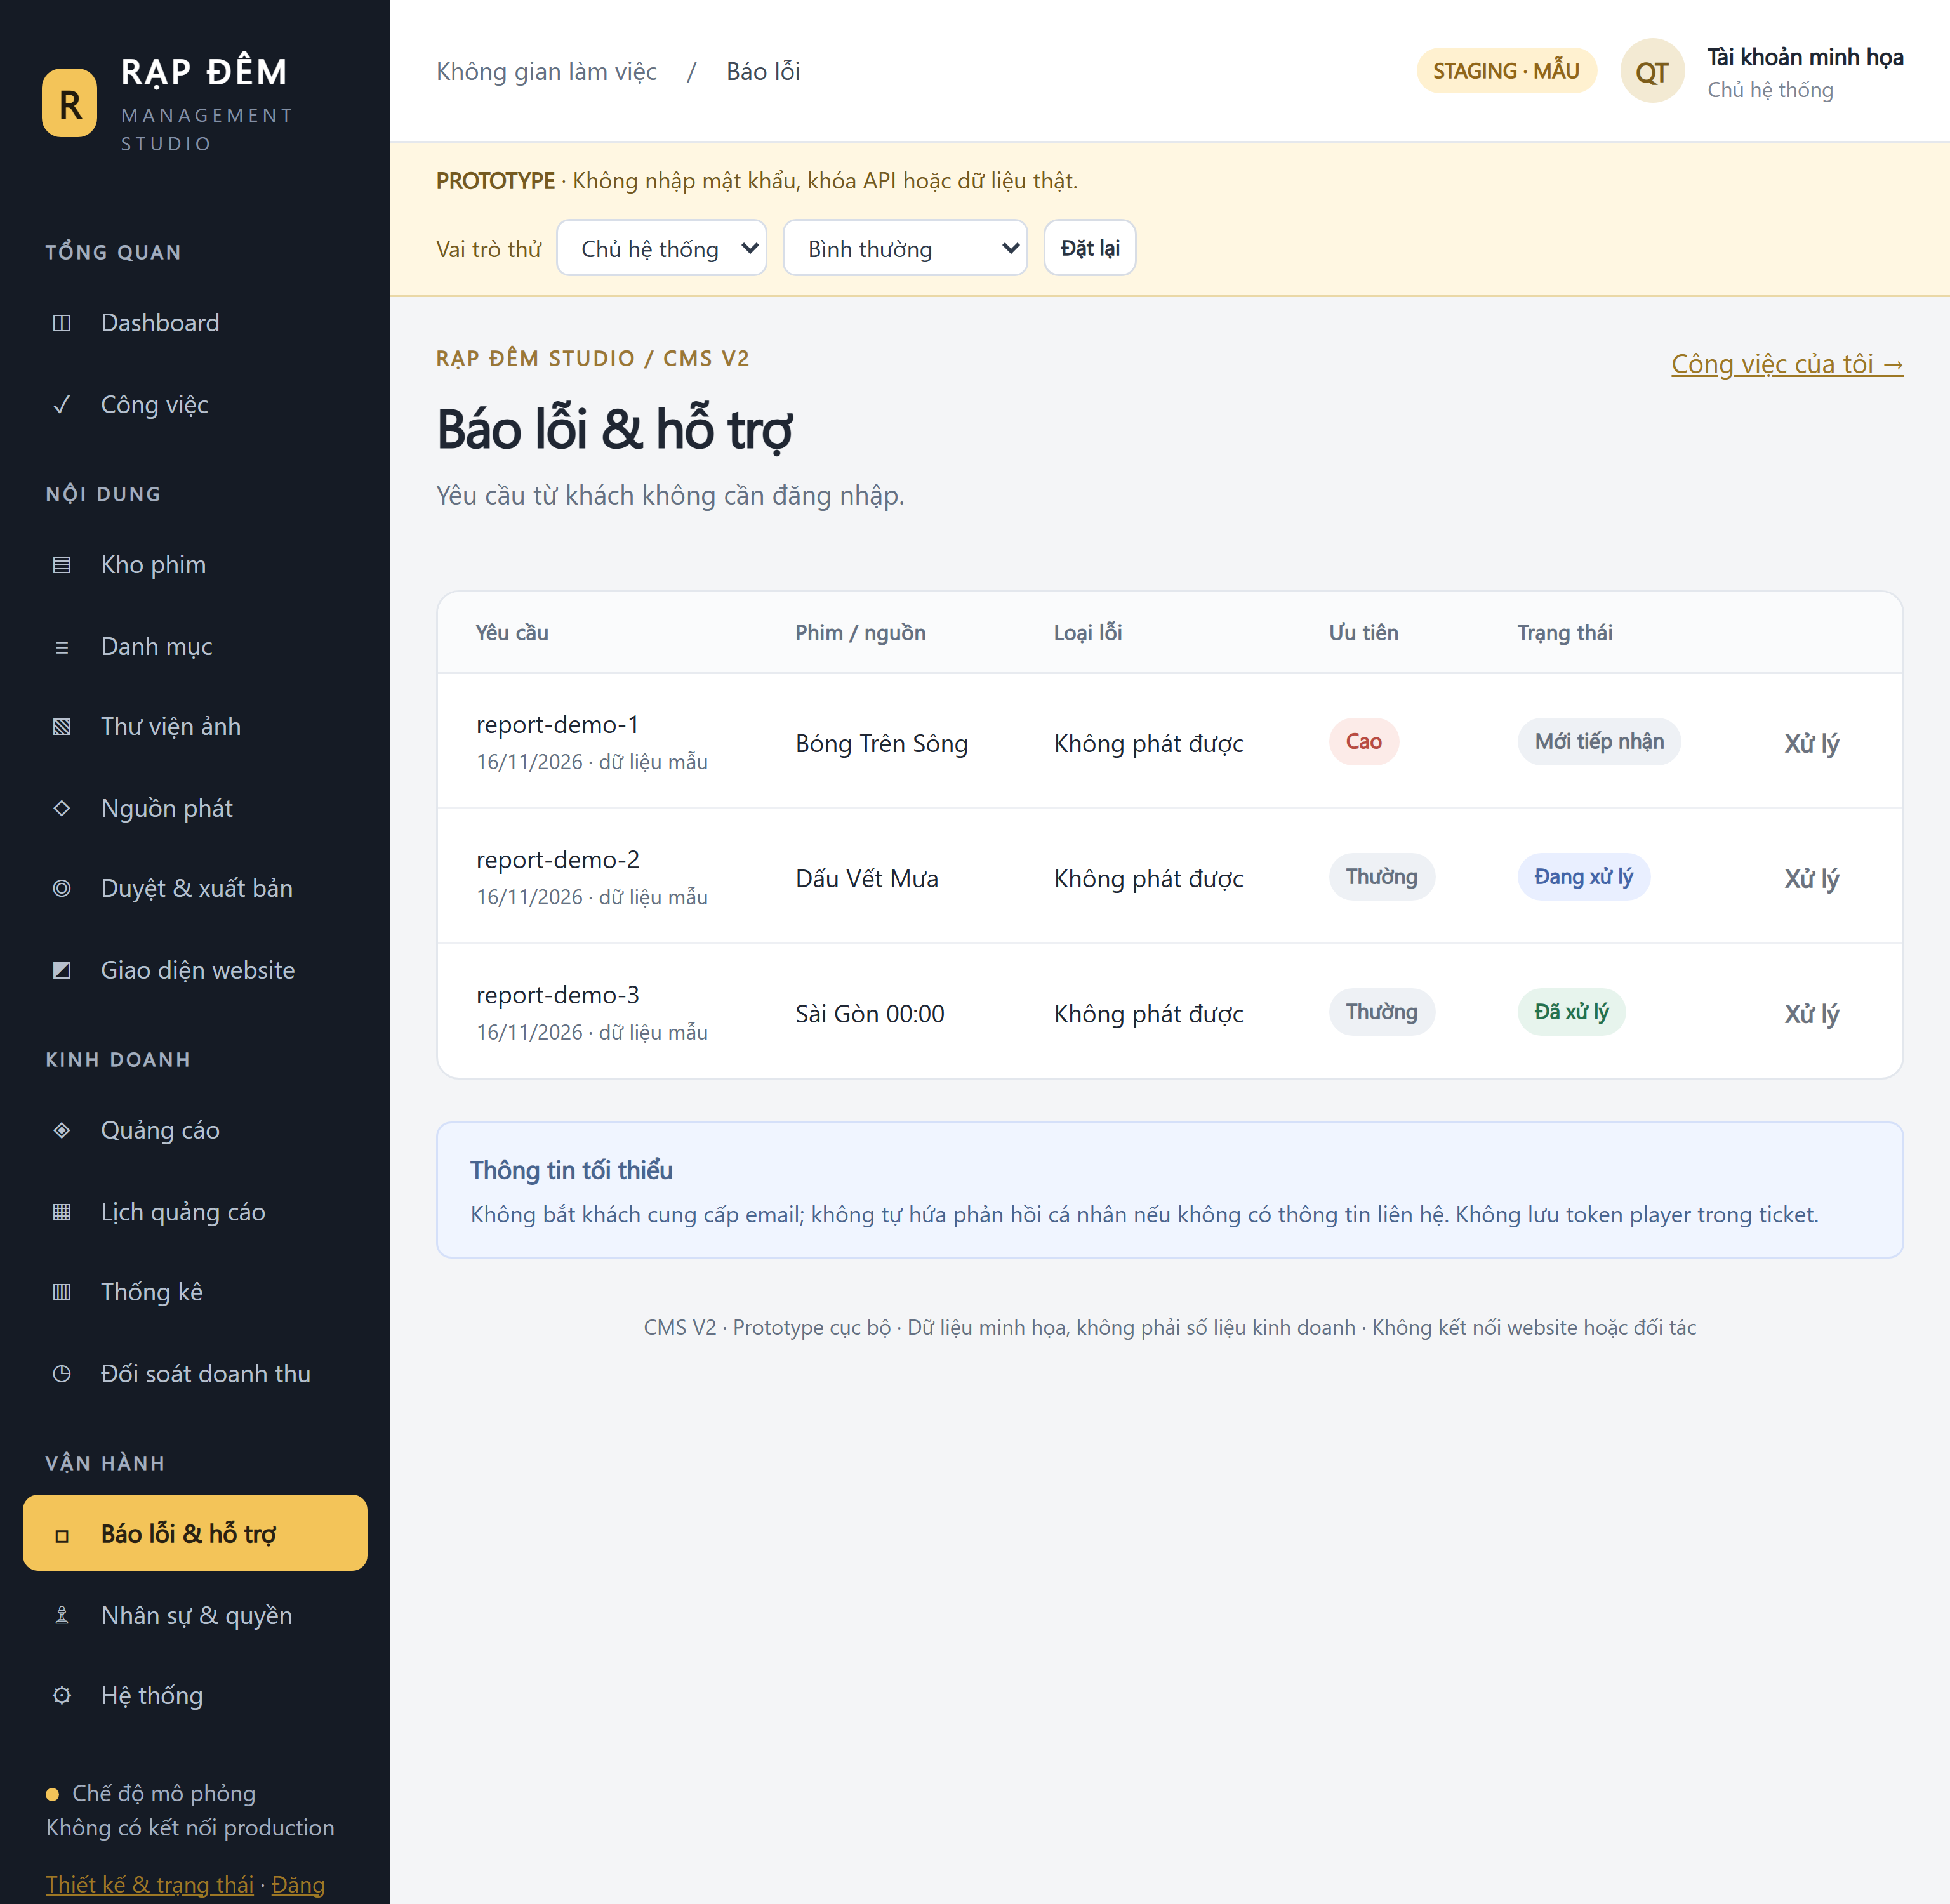 R
RẠP ĐÊM
MANAGEMENT
STUDIO
TỔNG QUAN
Dashboard
Công việc
NỘI DUNG
Kho phim
Danh mục
Thư viện ảnh
Nguồn phát
Duyệt & xuất bản
Giao diện website
KINH DOANH
Quảng cáo
Lịch quảng cáo
Thống kê
Đối soát doanh thu
VẬN HÀNH
Báo lỗi & hỗ trợ
Nhân sự & quyền
Hệ thống
Chế độ mô phỏng
Không có kết nối production
Thiết kế & trạng thái · Đăng
Không gian làm việc / Báo lỗi
STAGING · MẪU
QT
Tài khoản minh họa
Chủ hệ thống
PROTOTYPE · Không nhập mật khẩu, khóa API hoặc dữ liệu thật.
Vai trò thử Chủ hệ thống Bình thường Đặt lại
RẠP ĐÊM STUDIO / CMS V2
Công việc của tôi →
Báo lỗi & hỗ trợ
Yêu cầu từ khách không cần đăng nhập.
Yêu cầu Phim / nguồn Loại lỗi Ưu tiên Trạng thái
report-demo-1
16/11/2026 · dữ liệu mẫu
Bóng Trên Sông Không phát được Cao Mới tiếp nhận Xử lý
report-demo-2
16/11/2026 · dữ liệu mẫu
Dấu Vết Mưa Không phát được Thường Đang xử lý Xử lý
report-demo-3
16/11/2026 · dữ liệu mẫu
Sài Gòn 00:00 Không phát được Thường Đã xử lý Xử lý
Thông tin tối thiểu
Không bắt khách cung cấp email; không tự hứa phản hồi cá nhân nếu không có thông tin liên hệ. Không lưu token player trong ticket.
CMS V2 · Prototype cục bộ · Dữ liệu minh họa, không phải số liệu kinh doanh · Không kết nối website hoặc đối tác